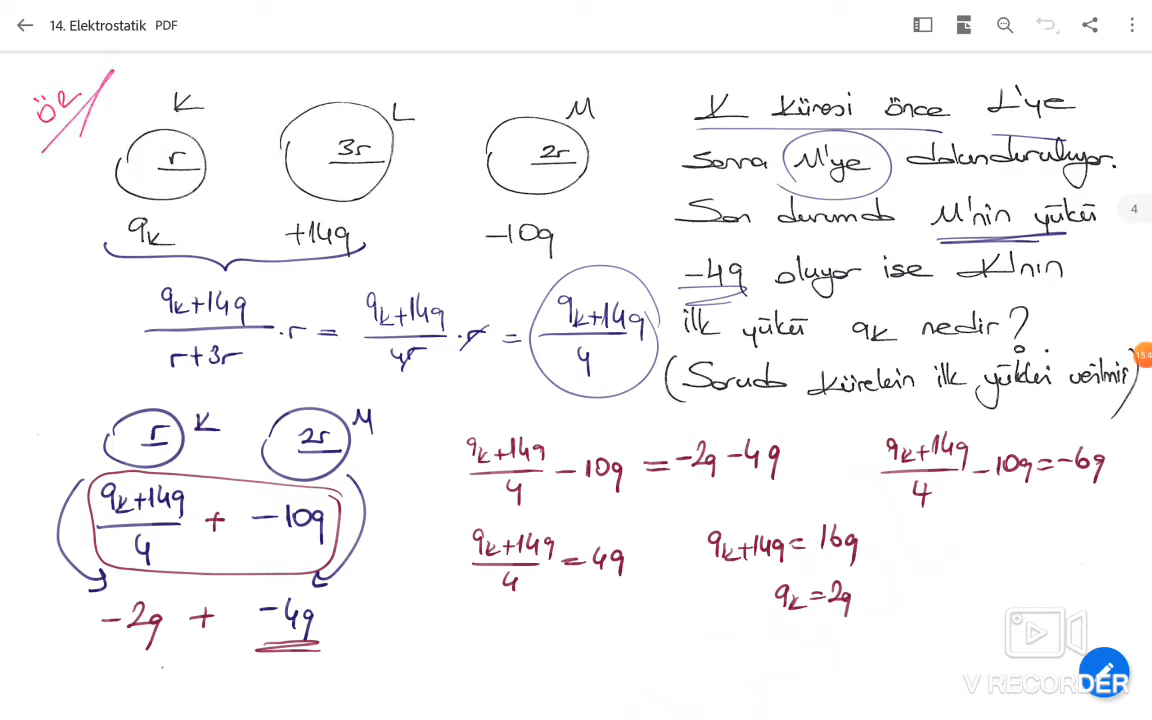 14. Elektrostatik PDF
ÖR
K
L
M
r
3r
2r
qK
+14q
-10q
K Küresi önce L'ye
Sonra M'ye dokunduruluyor.
Son durumda M'nin yükü
-4q oluyor ise K'nın
ilk yükü qK nedir?
(Soruda kürelerin ilk yükleri verilmiş)
4
15:4
qK+14q / r+3r · r = qK+14q / 4r · r = qK+14q / 4
r K
2r M
qK+14q / 4 + -10q
-2q + -4q
qK+14q / 4 - 10q = -2q - 4q
qK+14q / 4 - 10q = -6q
qK+14q / 4 = 4q
qK+14q = 16q
qK = 2q
V RECORDER